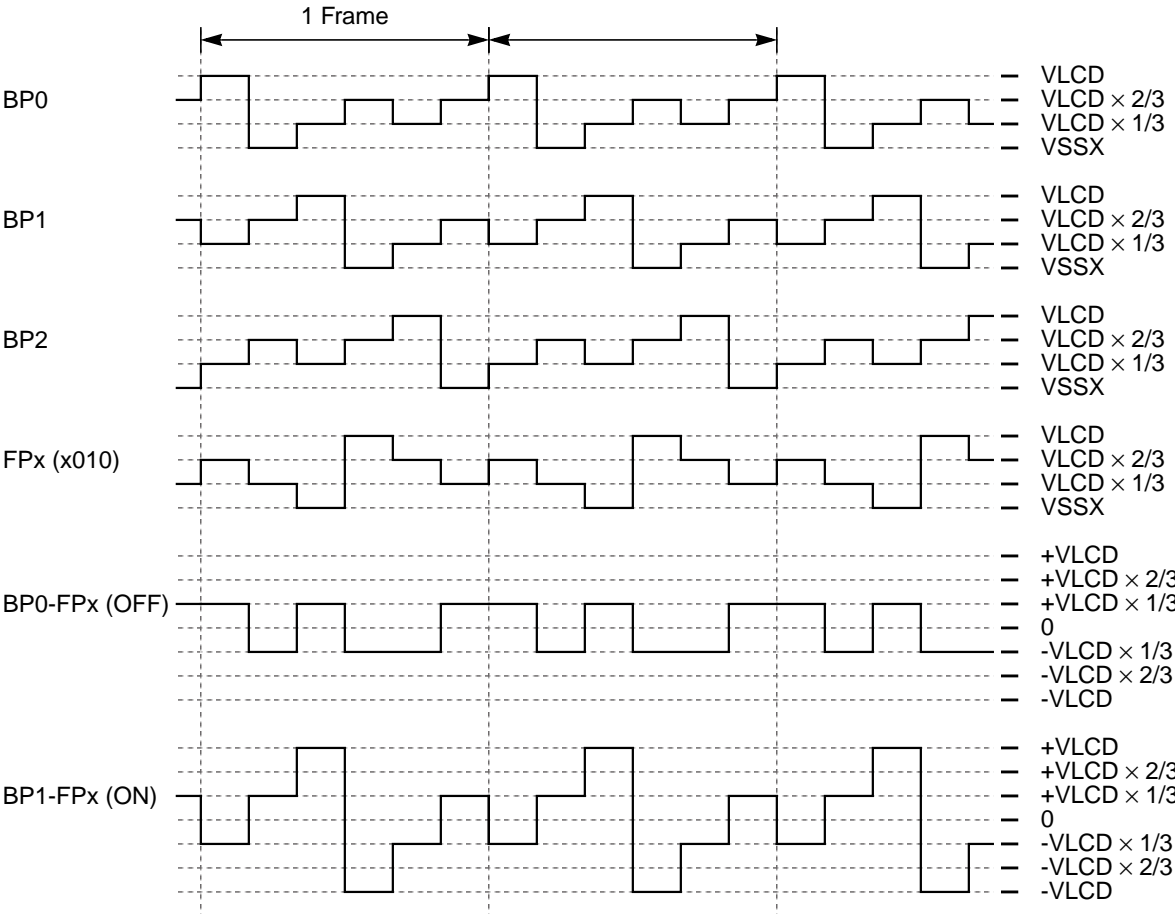 1 Frame
BP0
VLCD
VLCD × 2/3
VLCD × 1/3
VSSX
BP1
VLCD
VLCD × 2/3
VLCD × 1/3
VSSX
BP2
VLCD
VLCD × 2/3
VLCD × 1/3
VSSX
FPx (x010)
VLCD
VLCD × 2/3
VLCD × 1/3
VSSX
BP0-FPx (OFF)
+VLCD
+VLCD × 2/3
+VLCD × 1/3
0
-VLCD × 1/3
-VLCD × 2/3
-VLCD
BP1-FPx (ON)
+VLCD
+VLCD × 2/3
+VLCD × 1/3
0
-VLCD × 1/3
-VLCD × 2/3
-VLCD